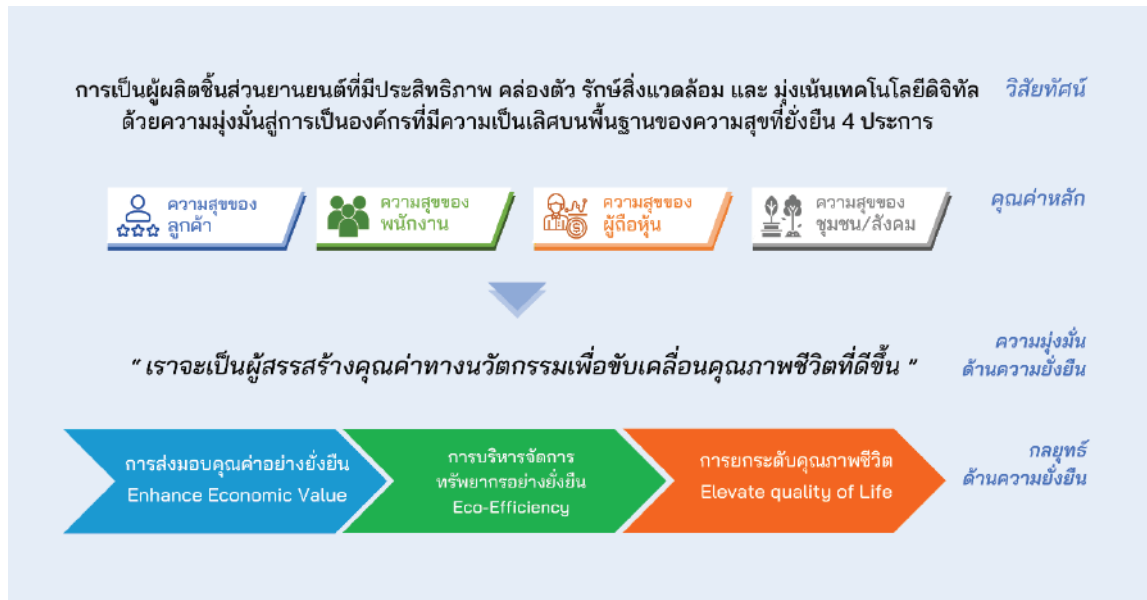 การเป็นผู้ผลิตชิ้นส่วนยานยนต์ที่มีประสิทธิภาพ คล่องตัว รักษ์สิ่งแวดล้อม และ มุ่งเน้นเทคโนโลยีดิจิทัล
ด้วยความมุ่งมั่นสู่การเป็นองค์กรที่มีความเป็นเลิศบนพื้นฐานของความสุขที่ยั่งยืน 4 ประการ
วิสัยทัศน์
ความสุขของ
ลูกค้า
ความสุขของ
พนักงาน
ความสุขของ
ผู้ถือหุ้น
ความสุขของ
ชุมชน/สังคม
คุณค่าหลัก
" เราจะเป็นผู้สรรสร้างคุณค่าทางนวัตกรรมเพื่อขับเคลื่อนคุณภาพชีวิตที่ดีขึ้น "
ความมุ่งมั่น
ด้านความยั่งยืน
การส่งมอบคุณค่าอย่างยั่งยืน
Enhance Economic Value
การบริหารจัดการ
ทรัพยากรอย่างยั่งยืน
Eco-Efficiency
การยกระดับคุณภาพชีวิต
Elevate quality of Life
กลยุทธ์
ด้านความยั่งยืน